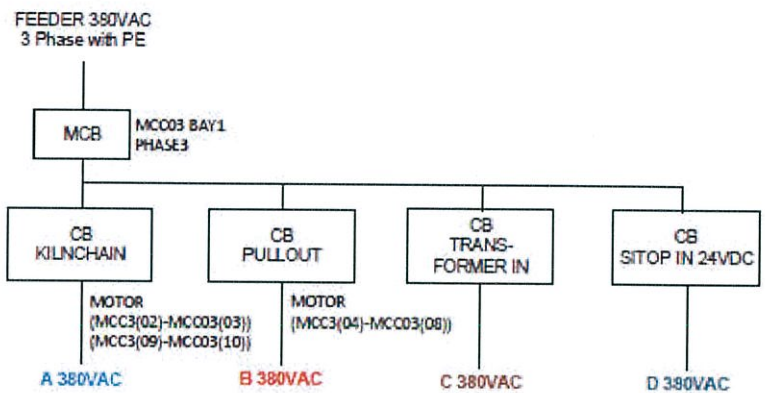 FEEDER 380VAC
3 Phase with PE
MCB
MCC03 BAY1
PHASE3
CB
KILNCHAIN
CB
PULLOUT
CB
TRANS-
FORMER IN
CB
SITOP IN 24VDC
MOTOR
(MCC3(02)-MCC03(03))
(MCC3(09)-MCC03(10))
MOTOR
(MCC3(04)-MCC03(08))
A 380VAC
B 380VAC
C 380VAC
D 380VAC